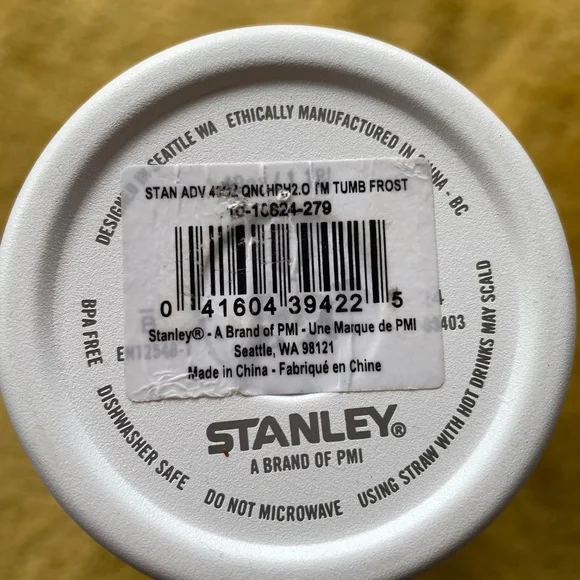 DESIGNED IN SEATTLE WA
ETHICALLY MANUFACTURED IN CHINA - BC
STAN ADV QNCHRH2.O TM TUMB FROST
10-10824-279
0 41604 39422 5
Stanley® - A Brand of PMI - Une Marque de PMI
Seattle, WA 98121
Made in China - Fabriqué en Chine
STANLEY®
A BRAND OF PMI
BPA FREE
DISHWASHER SAFE
DO NOT MICROWAVE
USING STRAW WITH HOT DRINKS MAY SCALD